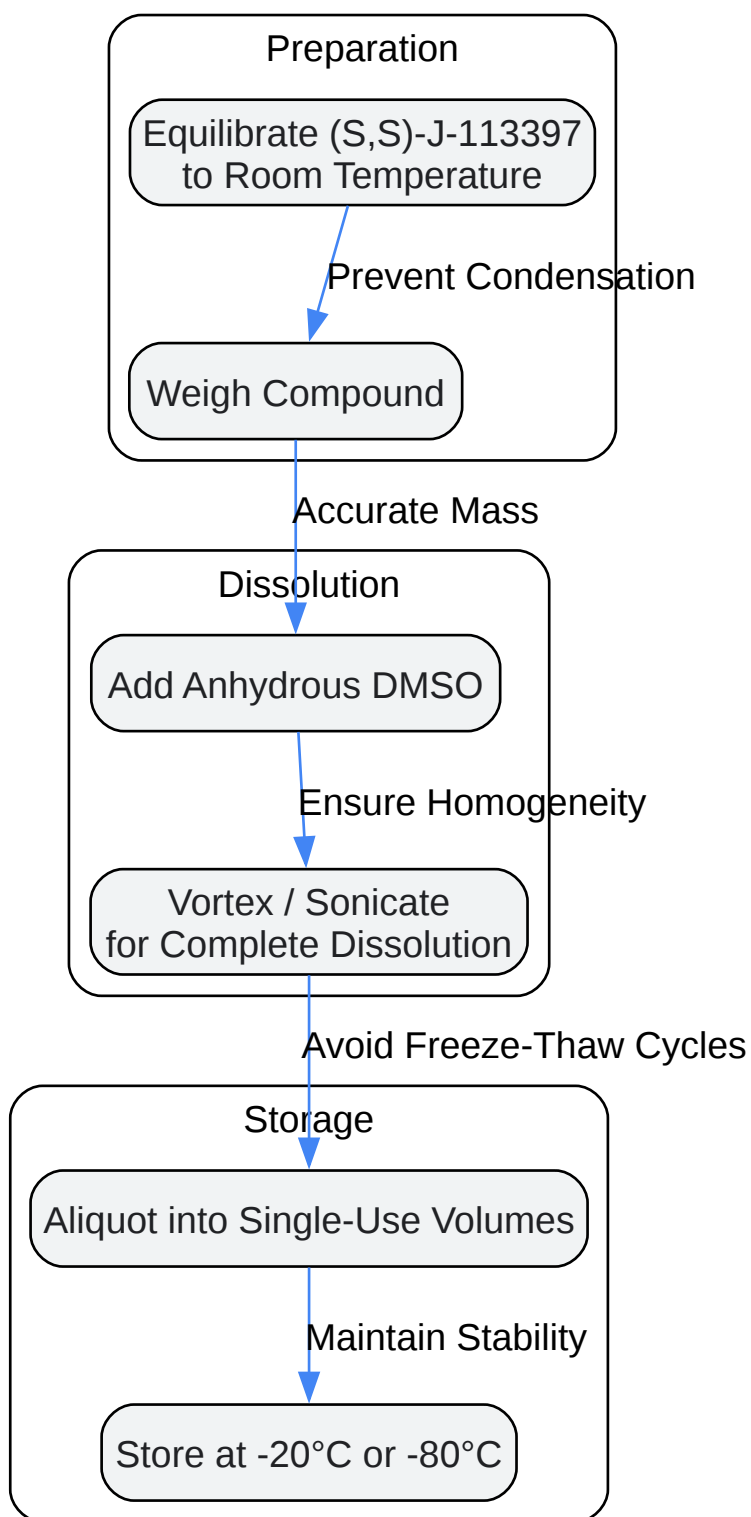 Preparation
Equilibrate (S,S)-J-113397
to Room Temperature
Prevent Condensation
Weigh Compound
Accurate Mass
Dissolution
Add Anhydrous DMSO
Ensure Homogeneity
Vortex / Sonicate
for Complete Dissolution
Avoid Freeze-Thaw Cycles
Storage
Aliquot into Single-Use Volumes
Maintain Stability
Store at -20°C or -80°C